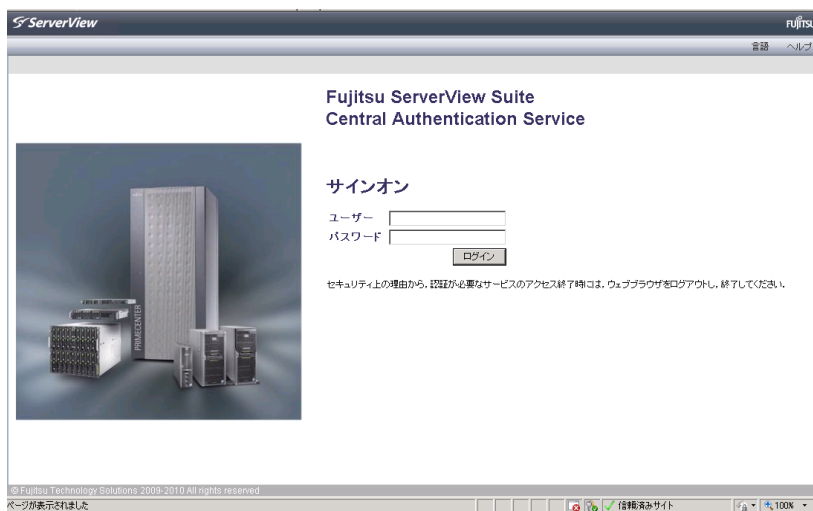 ServerView
FUJITSU
言語 ヘルプ
Fujitsu ServerView Suite
Central Authentication Service
サインオン
ユーザー
パスワード
ログイン
セキュリティ上の理由から, 認証が必要なサービスのアクセス終了時には, ウェブブラウザをログアウトし, 終了してください.
PRIMECENTER
© Fujitsu Technology Solutions 2009-2010 All rights reserved
ページが表示されました
信頼済みサイト
100%